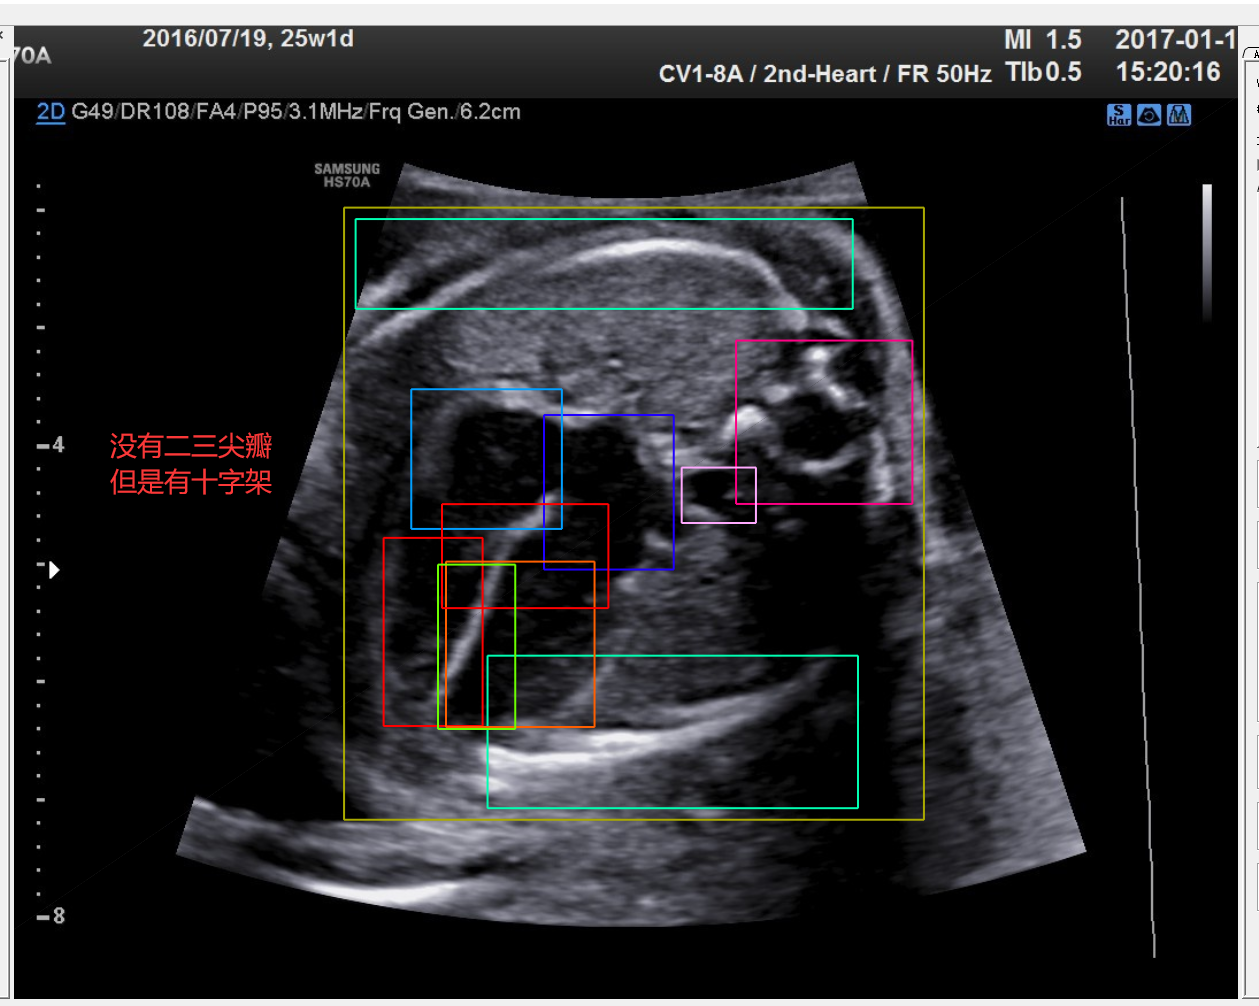 70A
2016/07/19, 25w1d
MI 1.5
2017-01-1
CV1-8A / 2nd-Heart / FR 50Hz
TIb 0.5
15:20:16
2D G49/DR108/FA4/P95/3.1MHz/Frq Gen./6.2cm
S
Har
SAMSUNG
HS70A
4
没有二三尖瓣
但是有十字架
8